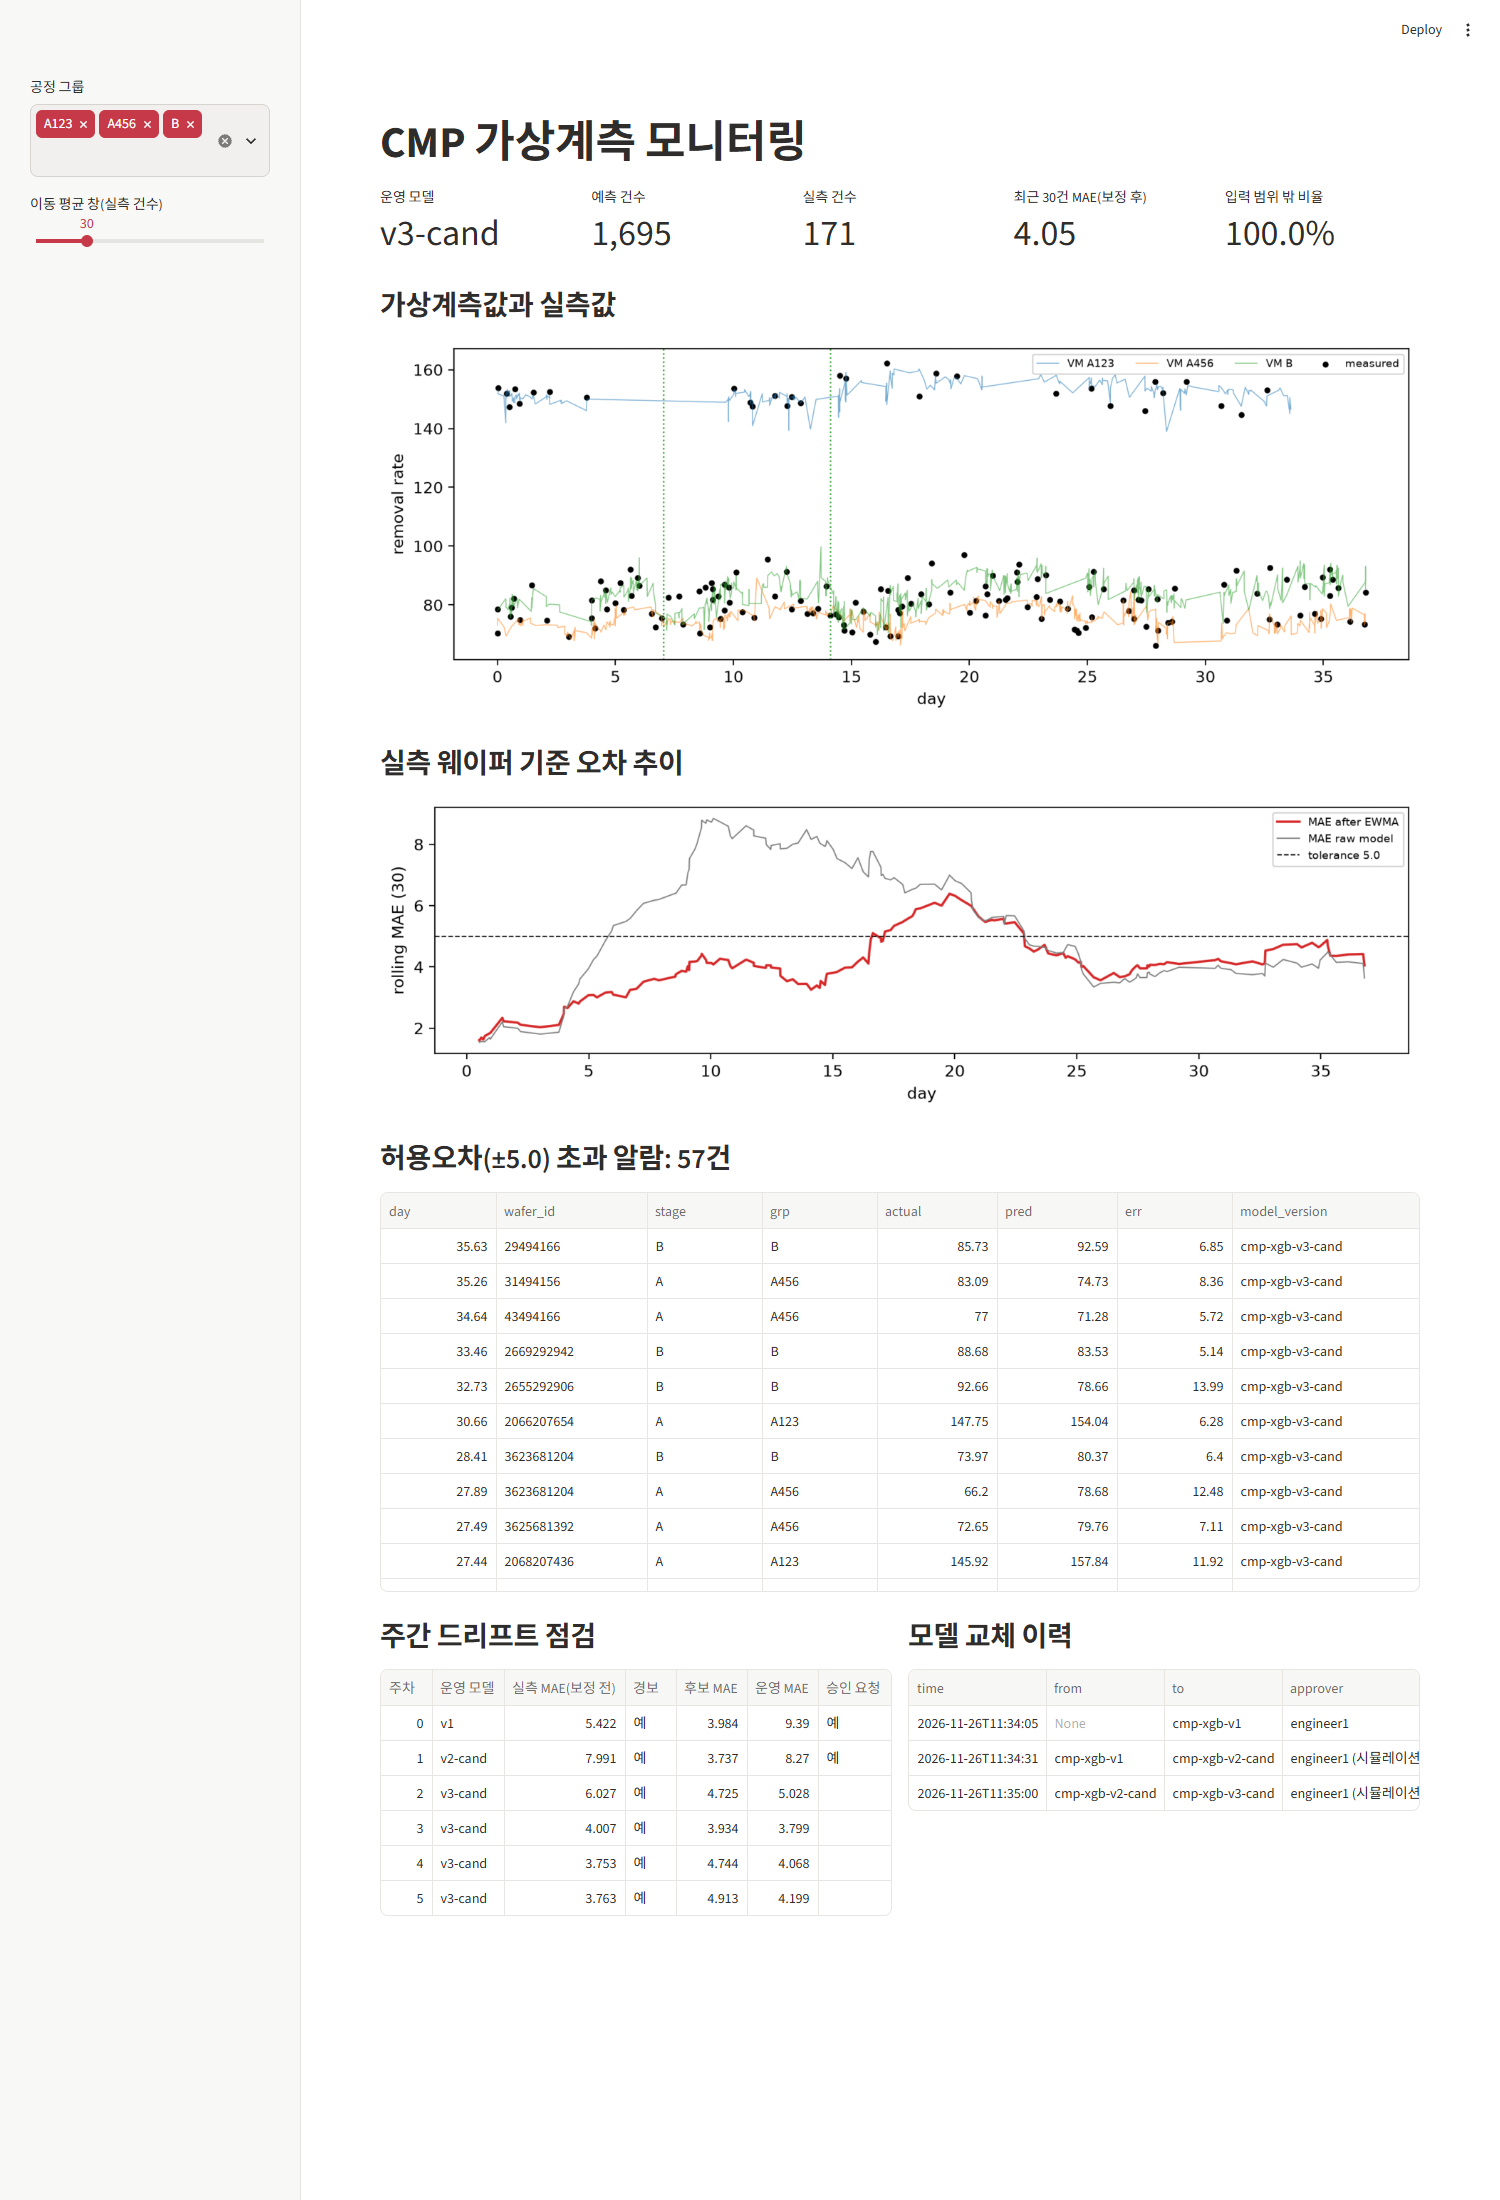 Deploy
공정 그룹
A123 × A456 × B ×
이동 평균 창(실측 건수)
30
CMP 가상계측 모니터링
운영 모델 예측 건수 실측 건수 최근 30건 MAE(보정 후) 입력 범위 밖 비율
v3-cand 1,695 171 4.05 100.0%
가상계측값과 실측값
VM A123 VM A456 VM B measured
160
140
120
100
80
removal rate
0 5 10 15 20 25 30 35
day
실측 웨이퍼 기준 오차 추이
MAE after EWMA
MAE raw model
tolerance 5.0
8
6
4
2
rolling MAE (30)
0 5 10 15 20 25 30 35
day
허용오차(±5.0) 초과 알람: 57건
day wafer_id stage grp actual pred err model_version
35.63 29494166 B B 85.73 92.59 6.85 cmp-xgb-v3-cand
35.26 31494156 A A456 83.09 74.73 8.36 cmp-xgb-v3-cand
34.64 43494166 A A456 77 71.28 5.72 cmp-xgb-v3-cand
33.46 2669292942 B B 88.68 83.53 5.14 cmp-xgb-v3-cand
32.73 2655292906 B B 92.66 78.66 13.99 cmp-xgb-v3-cand
30.66 2066207654 A A123 147.75 154.04 6.28 cmp-xgb-v3-cand
28.41 3623681204 B B 73.97 80.37 6.4 cmp-xgb-v3-cand
27.89 3623681204 A A456 66.2 78.68 12.48 cmp-xgb-v3-cand
27.49 3625681392 A A456 72.65 79.76 7.11 cmp-xgb-v3-cand
27.44 2068207436 A A123 145.92 157.84 11.92 cmp-xgb-v3-cand
주간 드리프트 점검
주차 운영 모델 실측 MAE(보정 전) 경보 후보 MAE 운영 MAE 승인 요청
0 v1 5.422 예 3.984 9.39 예
1 v2-cand 7.991 예 3.737 8.27 예
2 v3-cand 6.027 예 4.725 5.028
3 v3-cand 4.007 예 3.934 3.799
4 v3-cand 3.753 예 4.744 4.068
5 v3-cand 3.763 예 4.913 4.199
모델 교체 이력
time from to approver
2026-11-26T11:34:05 None cmp-xgb-v1 engineer1
2026-11-26T11:34:31 cmp-xgb-v1 cmp-xgb-v2-cand engineer1 (시뮬레이션
2026-11-26T11:35:00 cmp-xgb-v2-cand cmp-xgb-v3-cand engineer1 (시뮬레이션